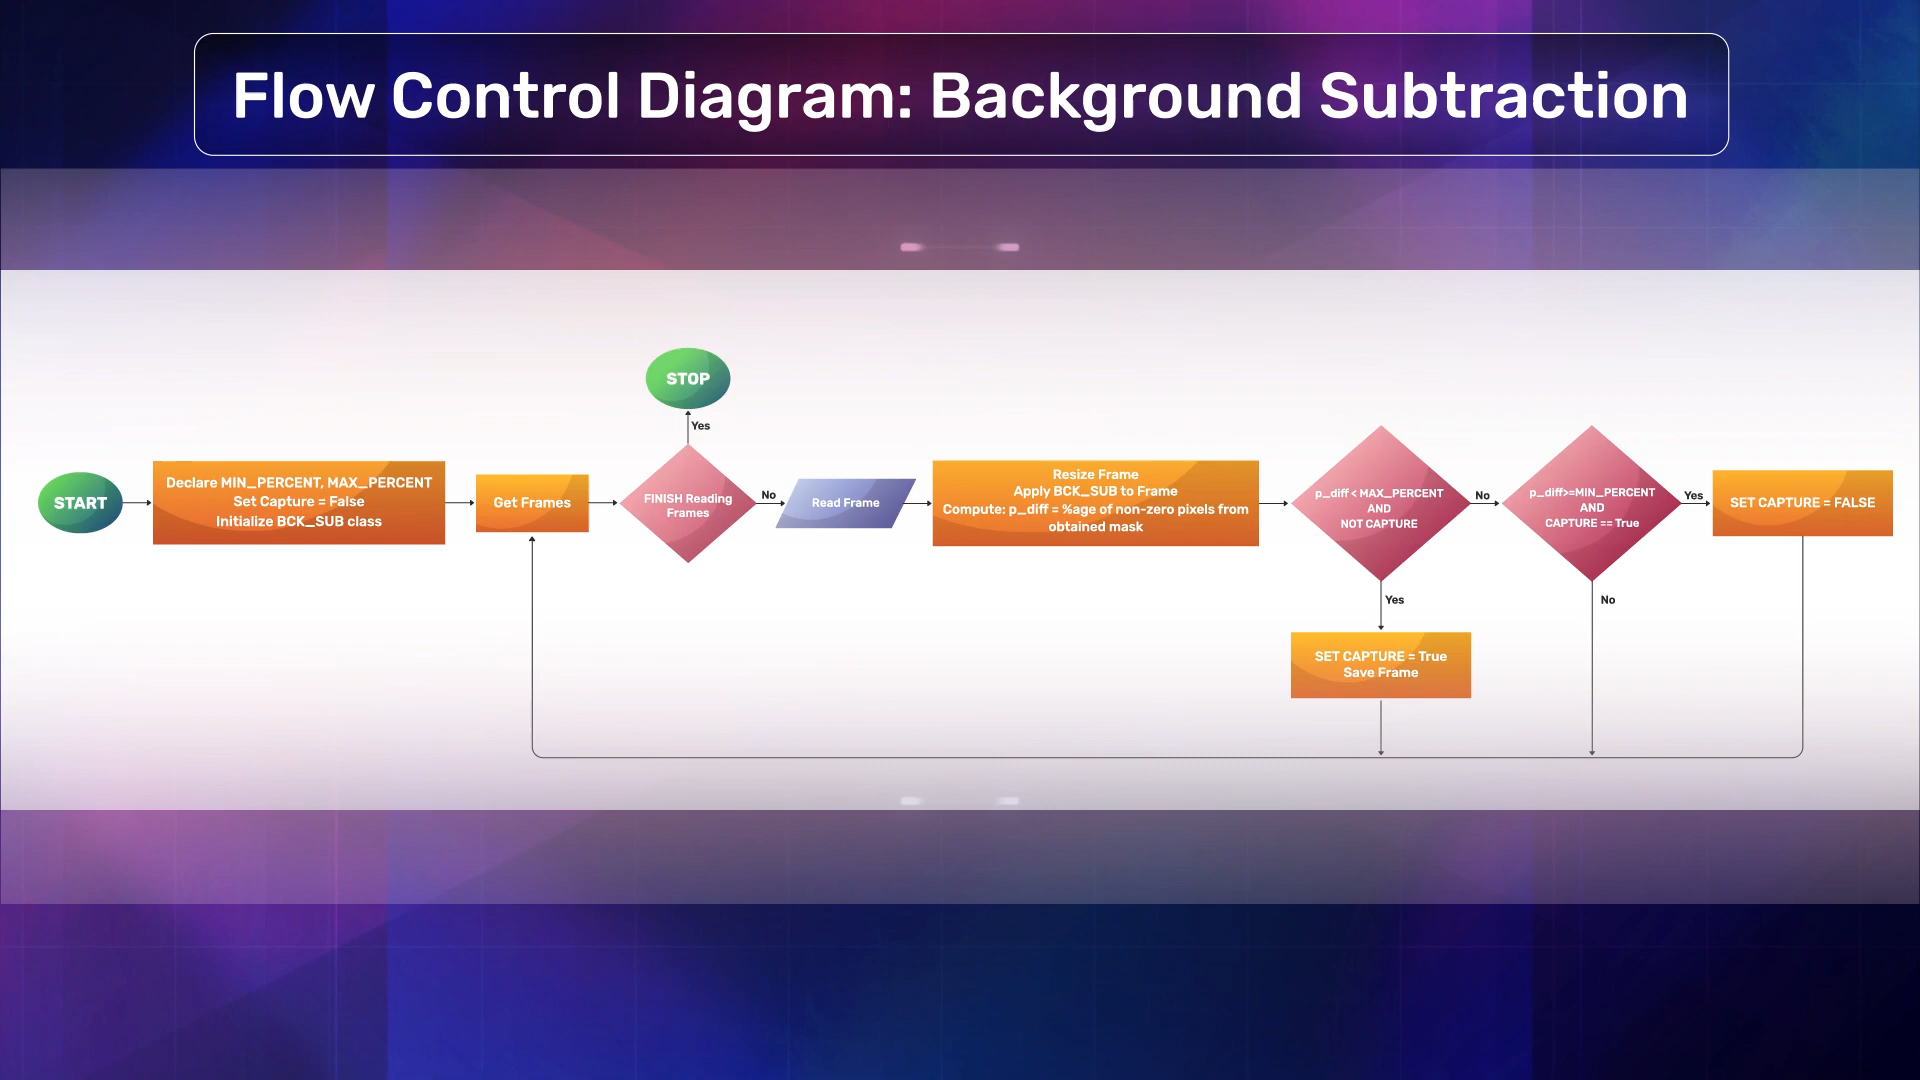 Flow Control Diagram: Background Subtraction
START
Declare MIN_PERCENT, MAX_PERCENT
Set Capture = False
Initialize BCK_SUB class
Get Frames
STOP
Yes
FINISH Reading
Frames
No
Read Frame
Resize Frame
Apply BCK_SUB to Frame
Compute: p_diff = %age of non-zero pixels from
obtained mask
p_diff < MAX_PERCENT
AND
NOT CAPTURE
No
p_diff>=MIN_PERCENT
AND
CAPTURE == True
Yes
SET CAPTURE = FALSE
Yes
No
SET CAPTURE = True
Save Frame